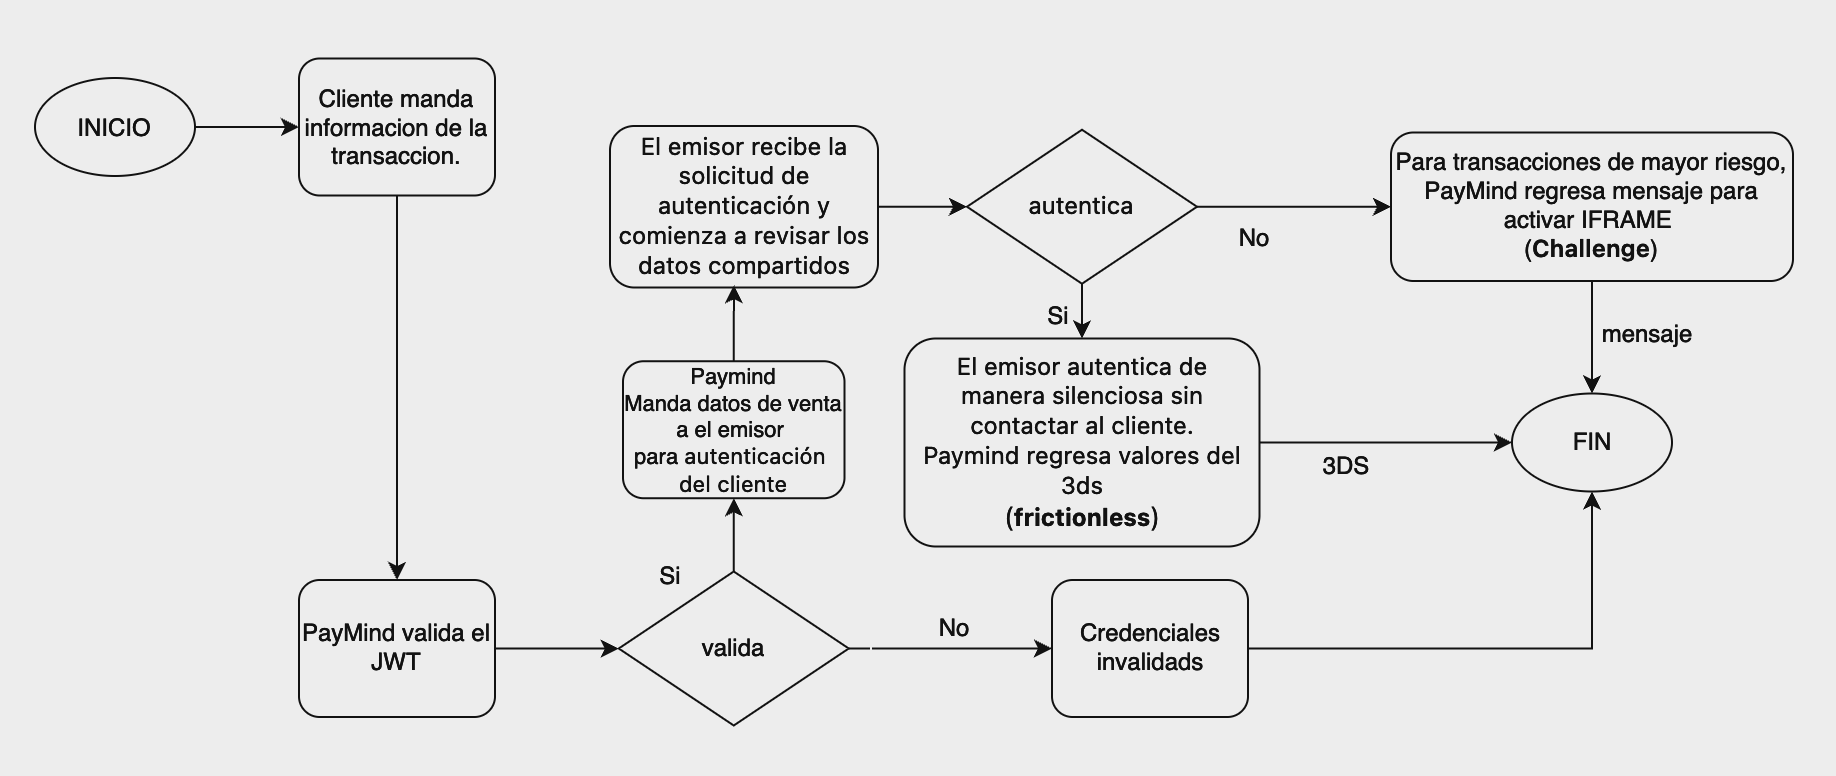 INICIO
Cliente manda
informacion de la
transaccion.
PayMind valida el
JWT
valida
Si
No
Paymind
Manda datos de venta
a el emisor
para autenticación
del cliente
El emisor recibe la
solicitud de
autenticación y
comienza a revisar los
datos compartidos
autentica
Si
No
El emisor autentica de
manera silenciosa sin
contactar al cliente.
Paymind regresa valores del
3ds
(frictionless)
3DS
Para transacciones de mayor riesgo,
PayMind regresa mensaje para
activar IFRAME
(Challenge)
mensaje
Credenciales
invalidads
FIN